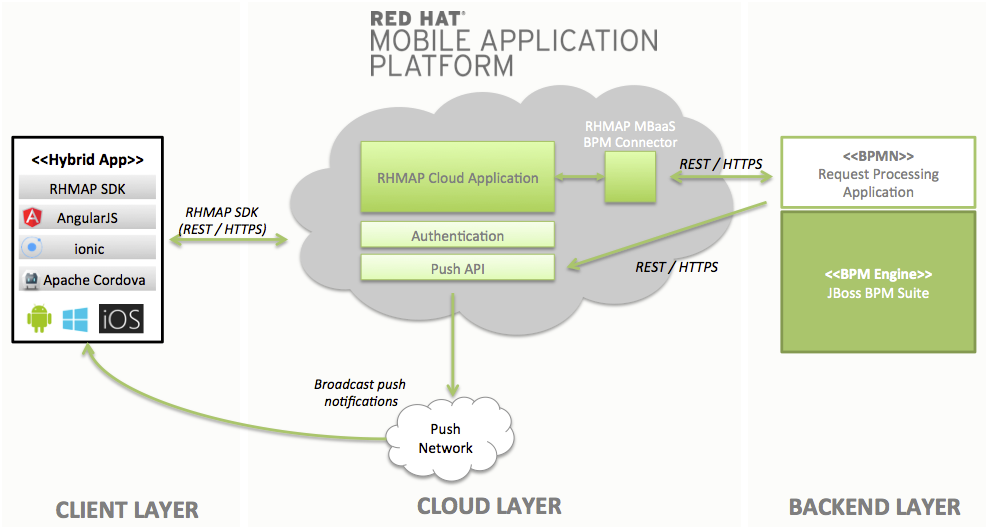 RED HAT®
MOBILE APPLICATION
PLATFORM
<<Hybrid App>>
RHMAP SDK
AngularJS
ionic
Apache Cordova
iOS
RHMAP SDK
(REST / HTTPS)
RHMAP MBaaS
BPM Connector
RHMAP Cloud Application
Authentication
Push API
REST / HTTPS
REST / HTTPS
<<BPMN>>
Request Processing
Application
<<BPM Engine>>
JBoss BPM Suite
Broadcast push
notifications
Push
Network
CLIENT LAYER
CLOUD LAYER
BACKEND LAYER